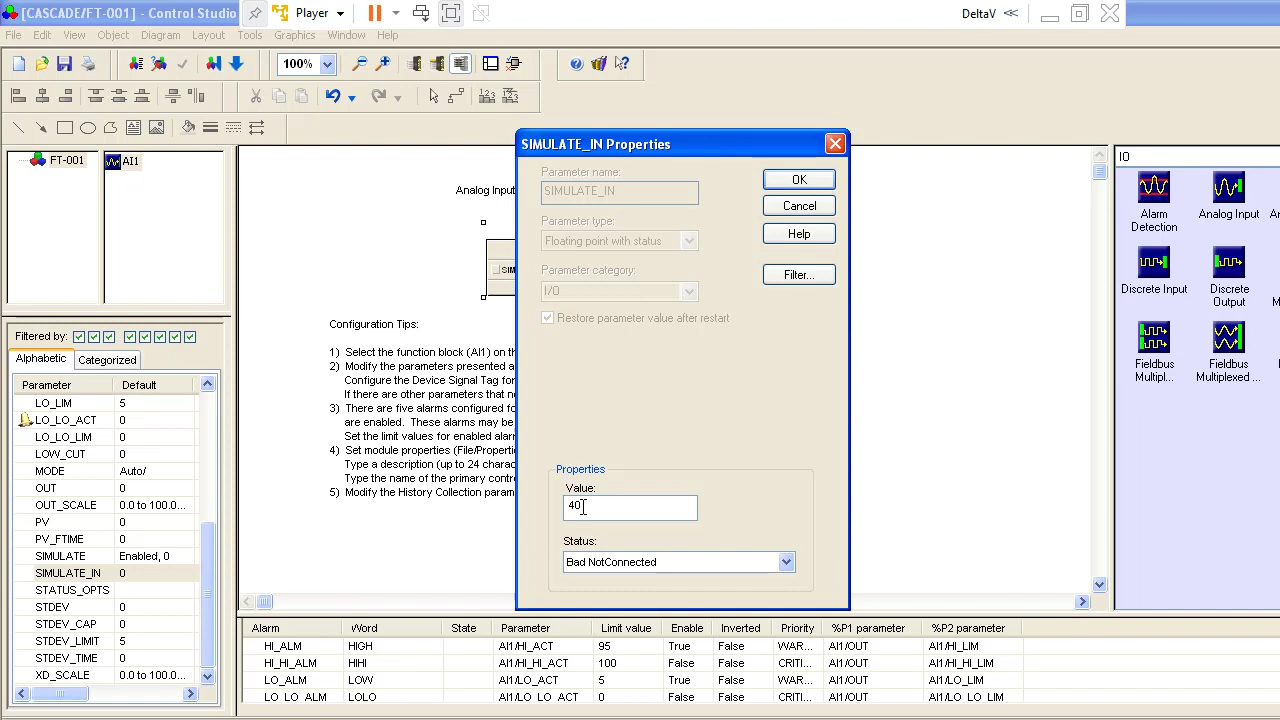 [CASCADE/FT-001] - Control Studio
Player
DeltaV
File Edit View Object Diagram Layout Tools Graphics Window Help
100%
FT-001
AI1
Analog Input
SIM
Configuration Tips:
1) Select the function block (AI1) on th
2) Modify the parameters presented a
Configure the Device Signal Tag for
If there are other parameters that ne
3) There are five alarms configured fo
are enabled. These alarms may be
Set the limit values for enabled alarm
4) Set module properties (File/Properti
Type a description (up to 24 charac
Type the name of the primary contr
5) Modify the History Collection param
Filtered by:
Alphabetic Categorized
Parameter Default
LO_LIM 5
LO_LO_ACT 0
LO_LO_LIM 0
LOW_CUT 0
MODE Auto/
OUT 0
OUT_SCALE 0.0 to 100.0...
PV 0
PV_FTIME 0
SIMULATE Enabled, 0
SIMULATE_IN 0
STATUS_OPTS
STDEV 0
STDEV_CAP 0
STDEV_LIMIT 5
STDEV_TIME 0
XD_SCALE 0.0 to 100.0...
SIMULATE_IN Properties
Parameter name:
SIMULATE_IN
Parameter type:
Floating point with status
Parameter category:
I/O
Restore parameter value after restart
OK
Cancel
Help
Filter...
Properties
Value:
40
Status:
Bad NotConnected
IO
Alarm Detection
Analog Input
Discrete Input
Discrete Output
Fieldbus Multipl...
Fieldbus Multiplexed ...
Alarm Word State Parameter Limit value Enable Inverted Priority %P1 parameter %P2 parameter
HI_ALM HIGH AI1/HI_ACT 95 True False WAR... AI1/OUT AI1/HI_LIM
HI_HI_ALM HIHI AI1/HI_HI_ACT 100 False False CRITI... AI1/OUT AI1/HI_HI_LIM
LO_ALM LOW AI1/LO_ACT 5 True False WAR... AI1/OUT AI1/LO_LIM
LO_LO_ALM LOLO AI1/LO_LO_ACT 0 False False CRITI... AI1/OUT AI1/LO_LO_LIM